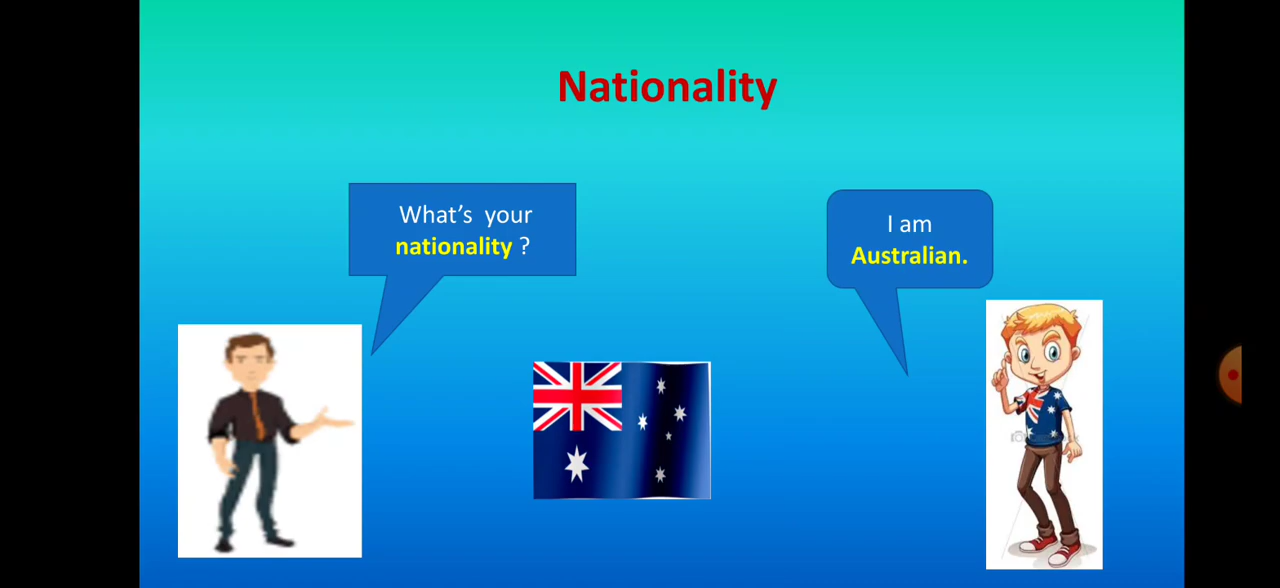 Nationality
What's  your
nationality ?
I am
Australian.